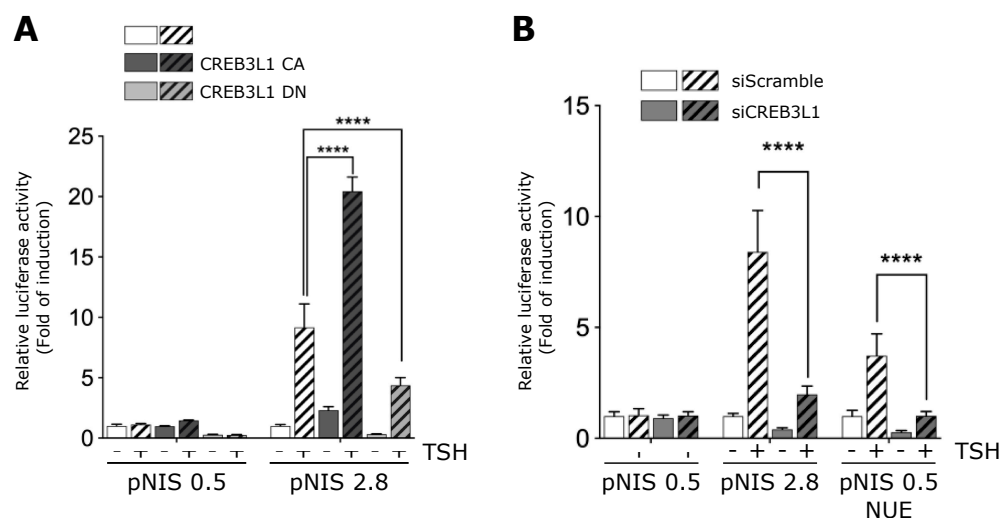 A
CREB3L1 CA
CREB3L1 DN
Relative luciferase activity
(Fold of induction)
25
20
15
10
5
0
****
****
- + - + - + - + - + - + TSH
pNIS 0.5 pNIS 2.8
B
siScramble
siCREB3L1
Relative luciferase activity
(Fold of induction)
15
10
5
0
****
****
- - - + - + - + - + TSH
pNIS 0.5 pNIS 2.8 pNIS 0.5
NUE